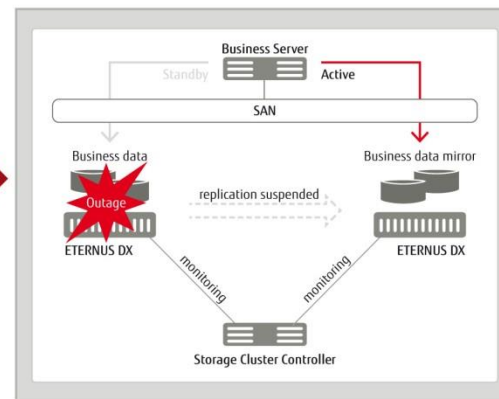 Business Server
Standby
Active
SAN
Business data
Business data mirror
Outage
replication suspended
ETERNUS DX
ETERNUS DX
monitoring
monitoring
Storage Cluster Controller